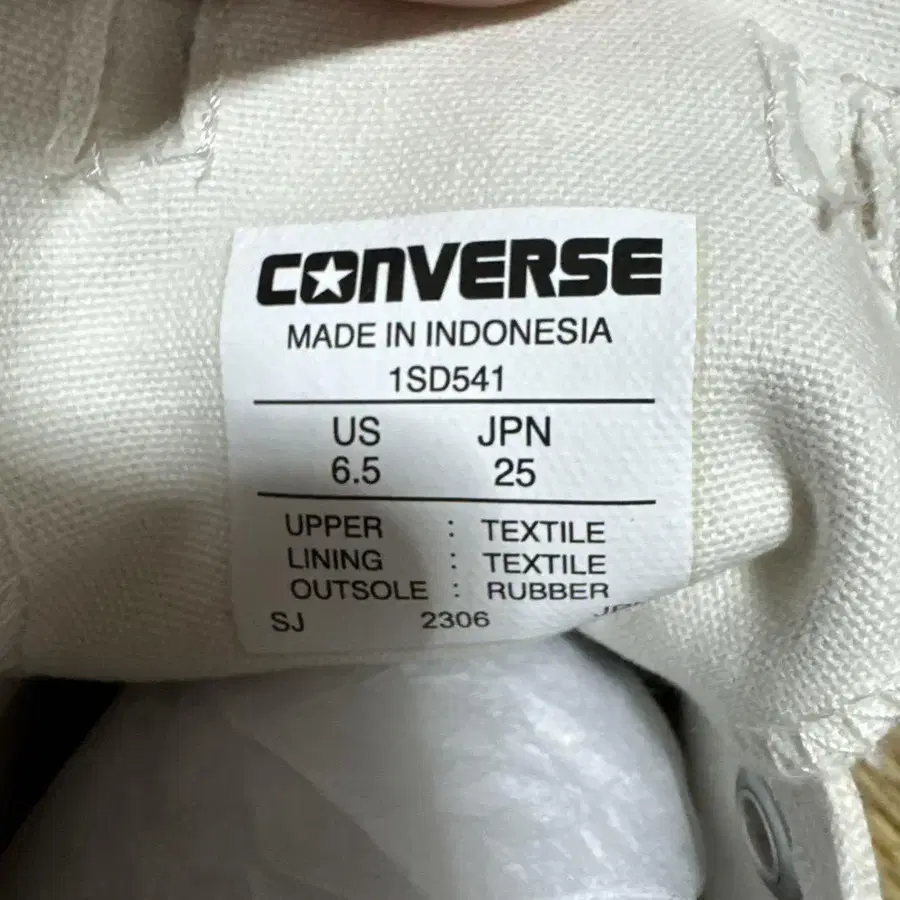 CONVERSE
MADE IN INDONESIA
1SD541
US JPN
6.5 25
UPPER : TEXTILE
LINING : TEXTILE
OUTSOLE : RUBBER
SJ 2306